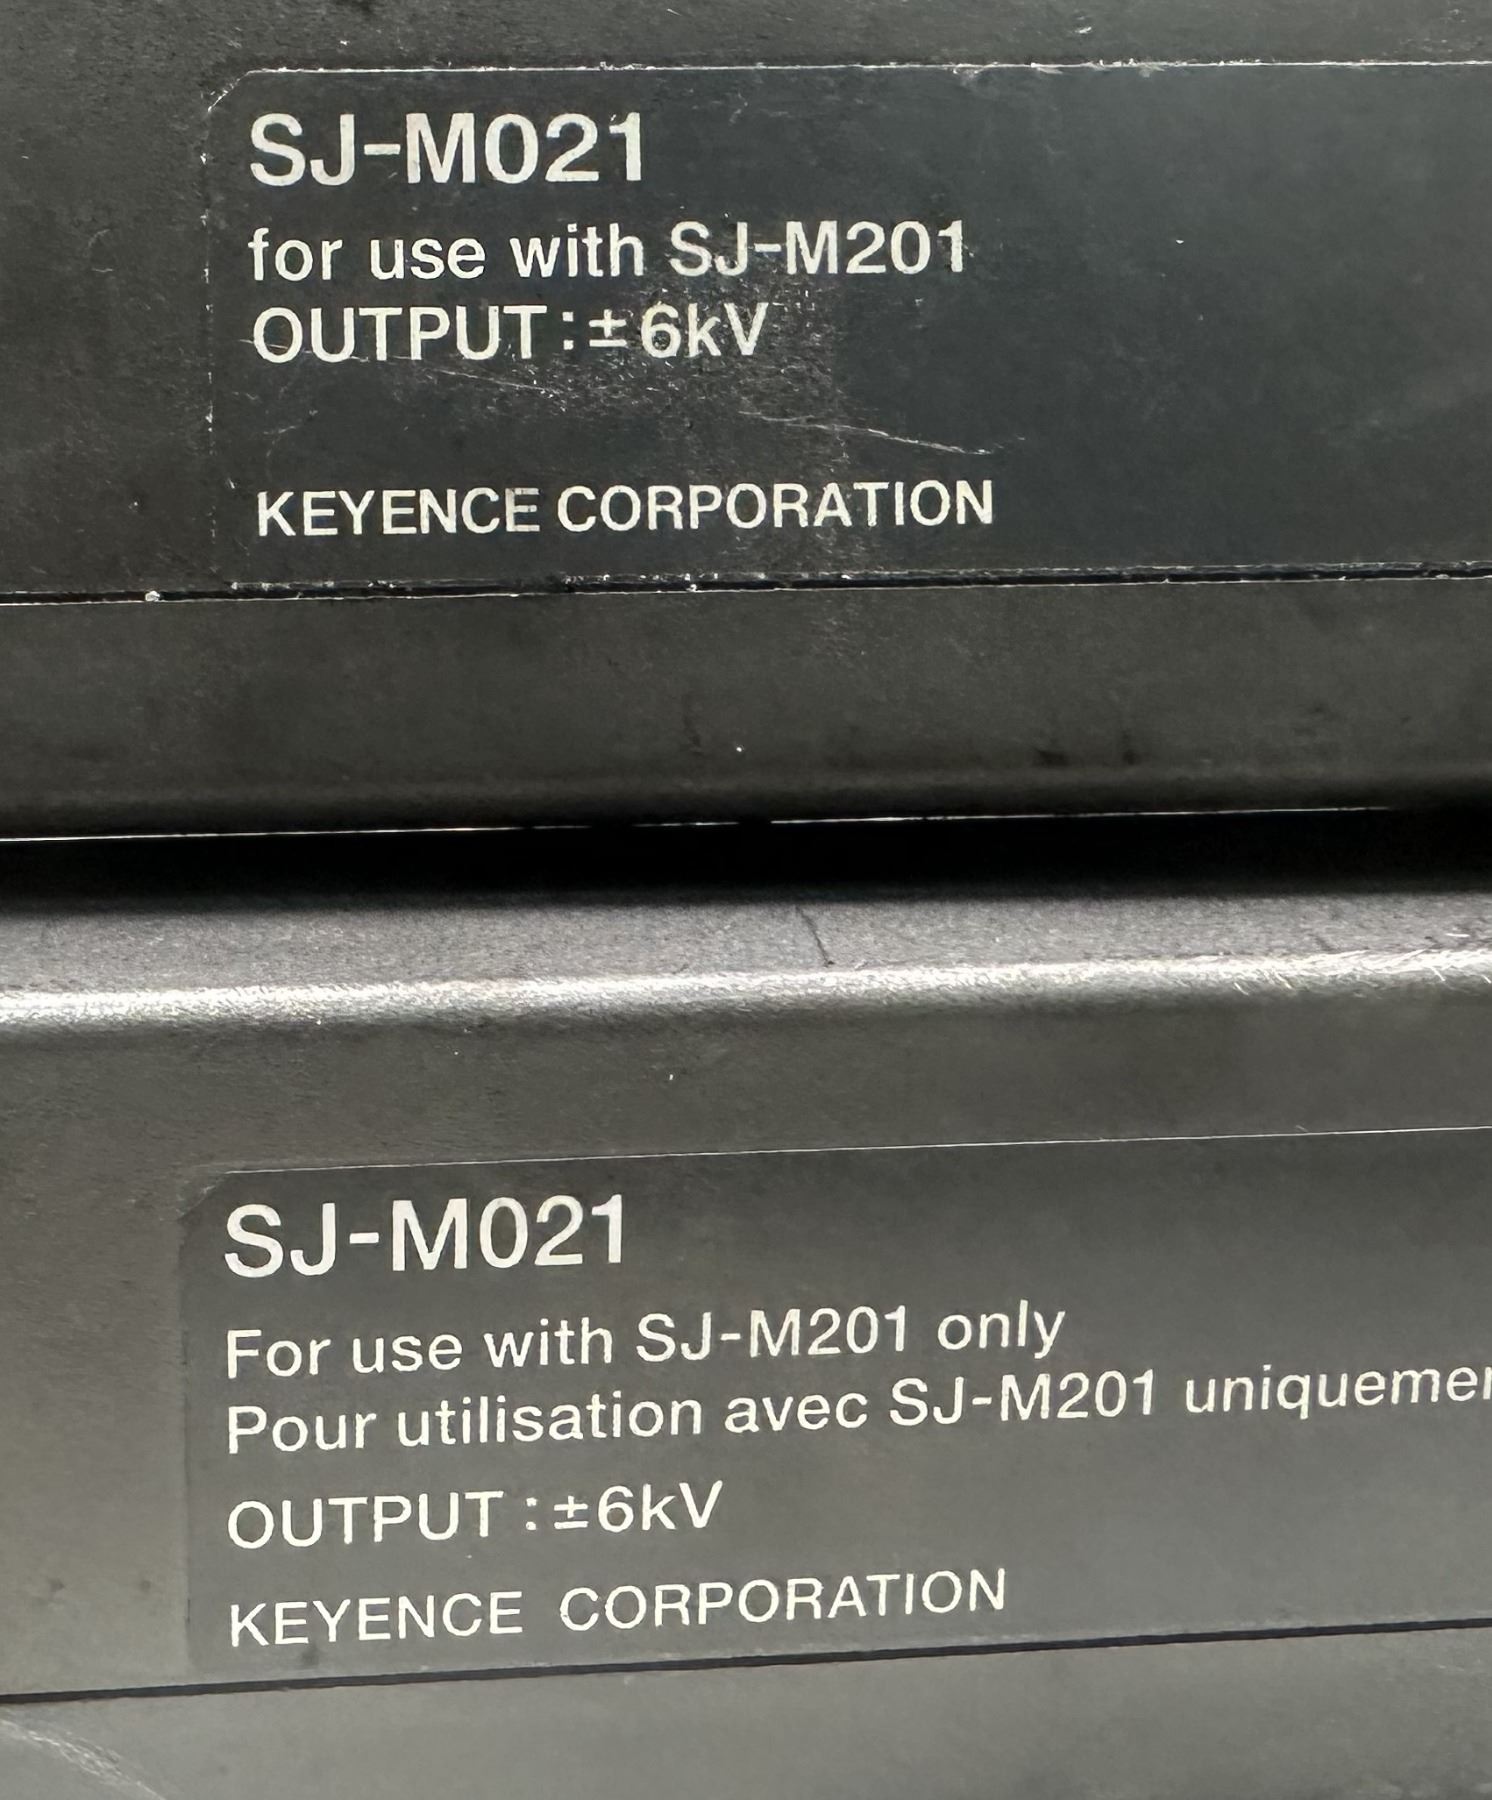 SJ-M021
for use with SJ-M201
OUTPUT:±6kV
KEYENCE CORPORATION
SJ-M021
For use with SJ-M201 only
Pour utilisation avec SJ-M201
OUTPUT:±6kV
KEYENCE CORPORATION